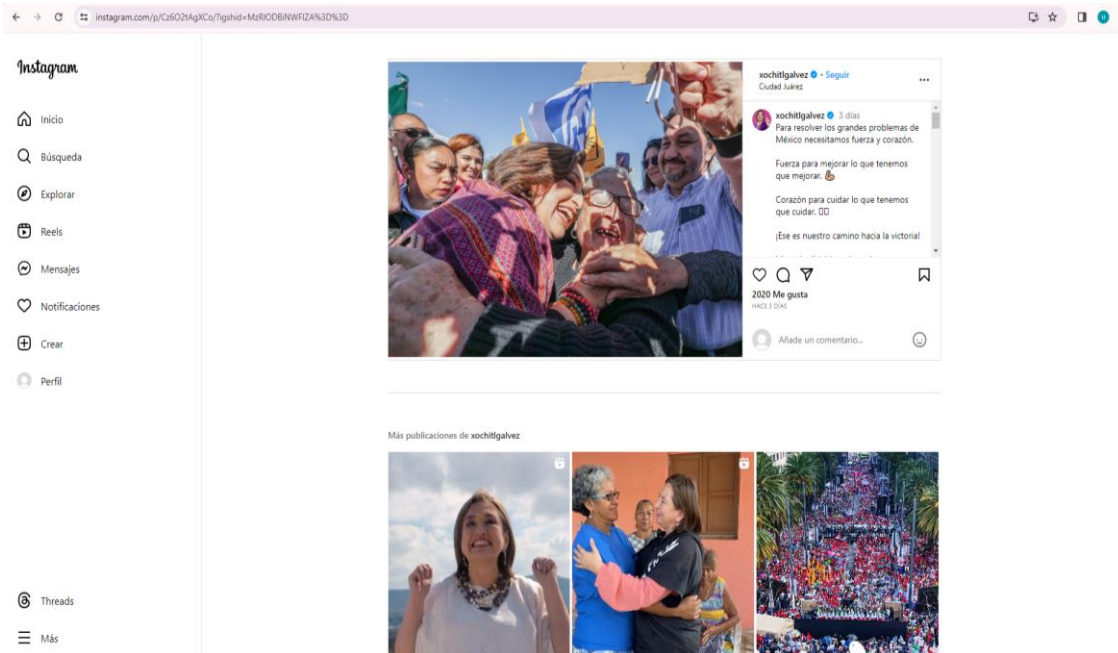 instagram.com/p/Cz6O2tAgXCo/?igshid=MzRlODBiNWFlZA%3D%3D
Instagram
Inicio
Búsqueda
Explorar
Reels
Mensajes
Notificaciones
Crear
Perfil
Threads
Más
xochitlgalvez • Seguir
Ciudad Juárez
xochitlgalvez 3 días
Para resolver los grandes problemas de
México necesitamos fuerza y corazón.
Fuerza para mejorar lo que tenemos
que mejorar. 💪🏼
Corazón para cuidar lo que tenemos
que cuidar.
¡Ese es nuestro camino hacia la victoria!
2020 Me gusta
HACE 3 DÍAS
Añade un comentario...
Más publicaciones de xochitlgalvez